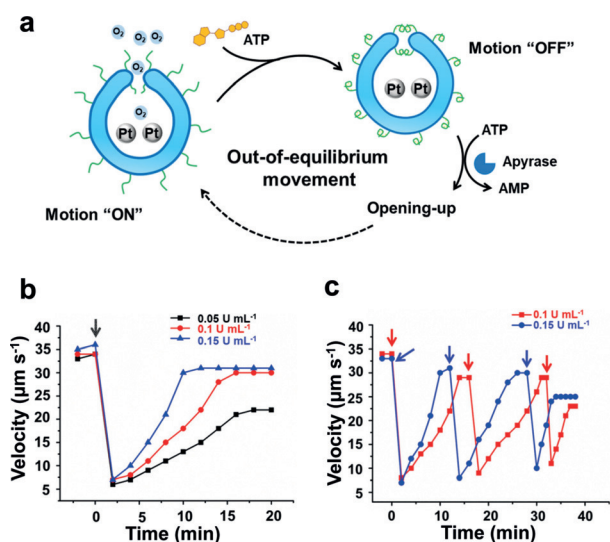 a
O2 O2 O2
O2
ATP
Motion “OFF”
O2
Pt Pt
Pt Pt
ATP
Out-of-equilibrium
movement
Apyrase
AMP
Motion “ON”
Opening-up
b
0.05 U mL-1
0.1 U mL-1
0.15 U mL-1
Velocity (μm s-1)
40
35
30
25
20
15
10
5
0 5 10 15 20
Time (min)
c
0.1 U mL-1
0.15 U mL-1
Velocity (μm s-1)
40
35
30
25
20
15
10
5
0 10 20 30 40
Time (min)